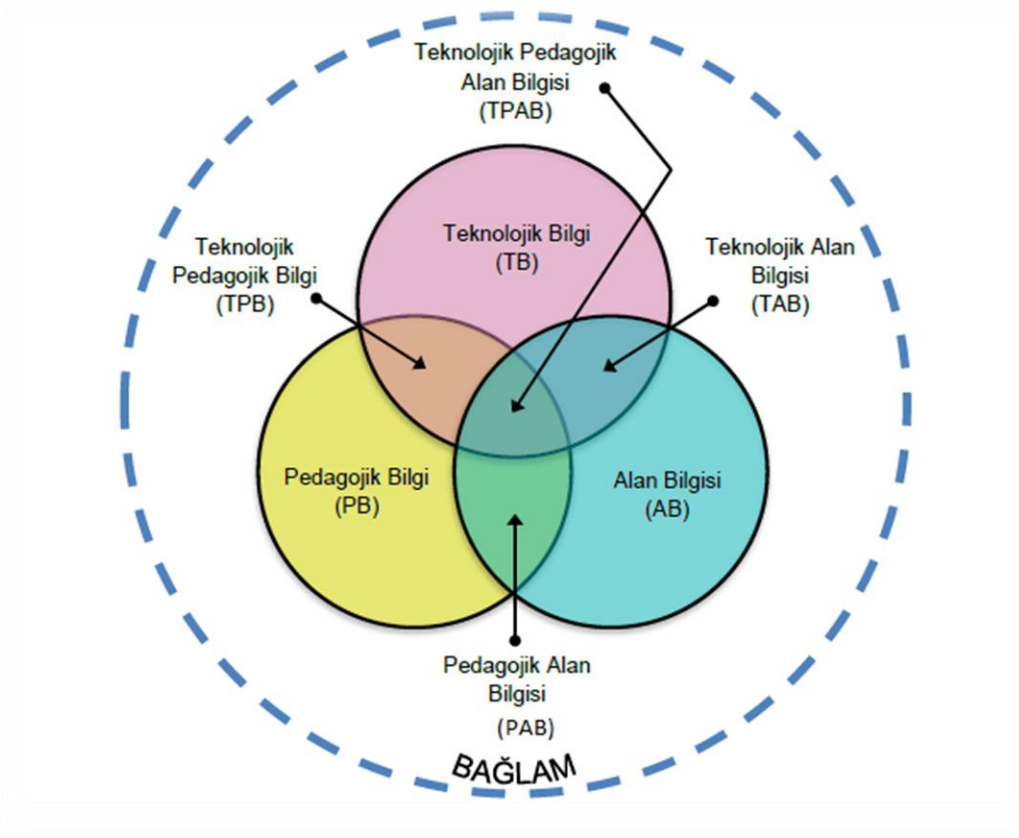 Teknolojik Pedagojik
Alan Bilgisi
(TPAB)
Teknolojik Bilgi
(TB)
Teknolojik
Pedagojik Bilgi
(TPB)
Teknolojik Alan
Bilgisi
(TAB)
Pedagojik Bilgi
(PB)
Alan Bilgisi
(AB)
Pedagojik Alan
Bilgisi
(PAB)
BAĞLAM